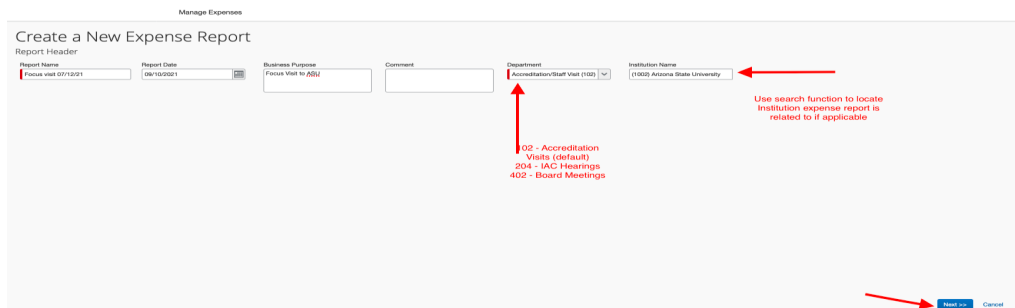 Manage Expenses
Create a New Expense Report
Report Header
Report Name
Report Date
Business Purpose
Comment
Department
Institution Name
Focus visit 07/12/21
09/10/2021
Focus Visit to ASU
Accreditation/Staff Visit (102)
(1002) Arizona State University
Use search function to locate
Institution expense report is
related to if applicable
102 - Accreditation
Visits (default)
204 - IAC Hearings
402 - Board Meetings
Next >>
Cancel